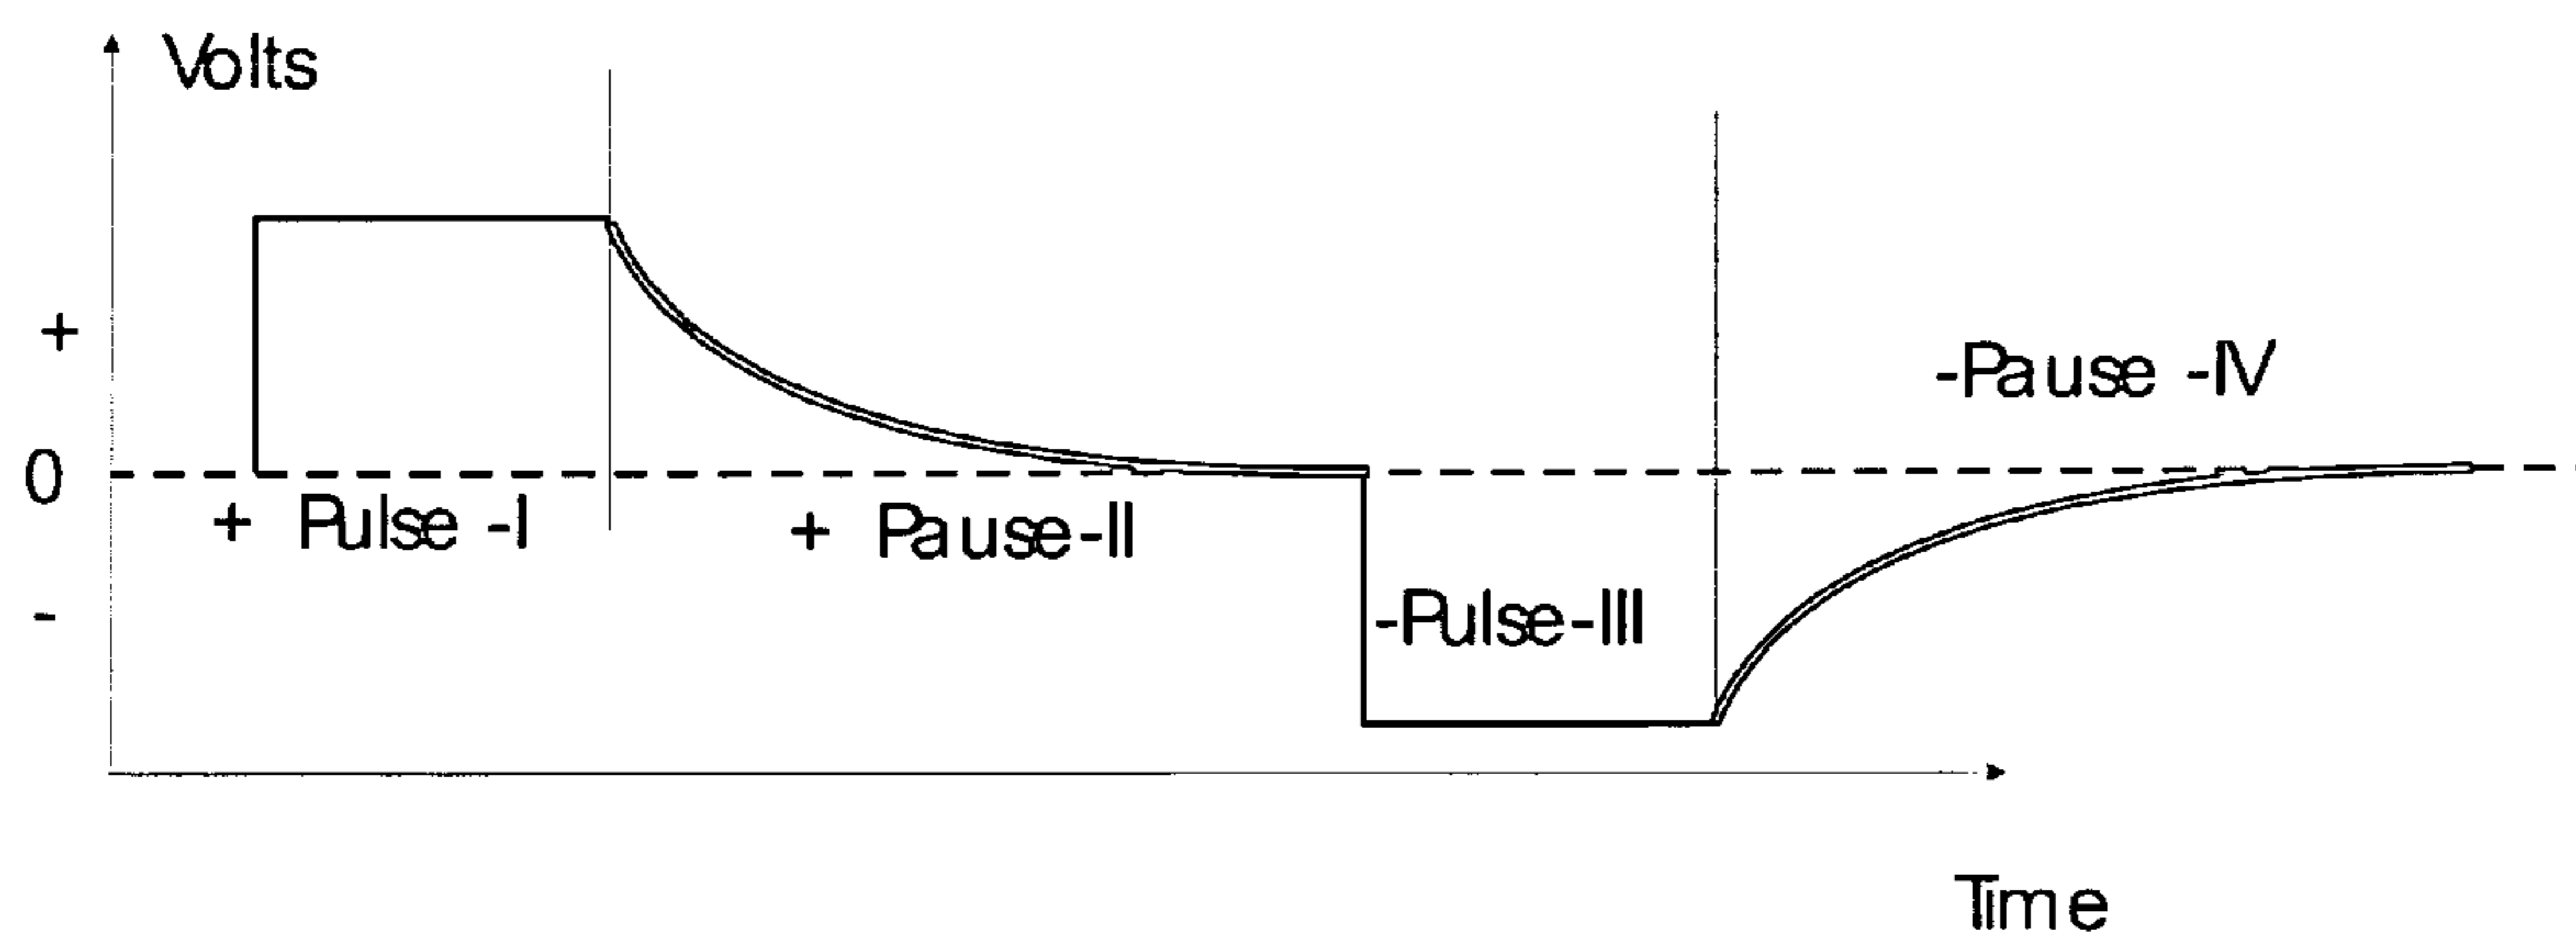 Volts
+
-Pause -IV
0
+ Pulse -I
+ Pause-II
-
-Pulse-III
Time